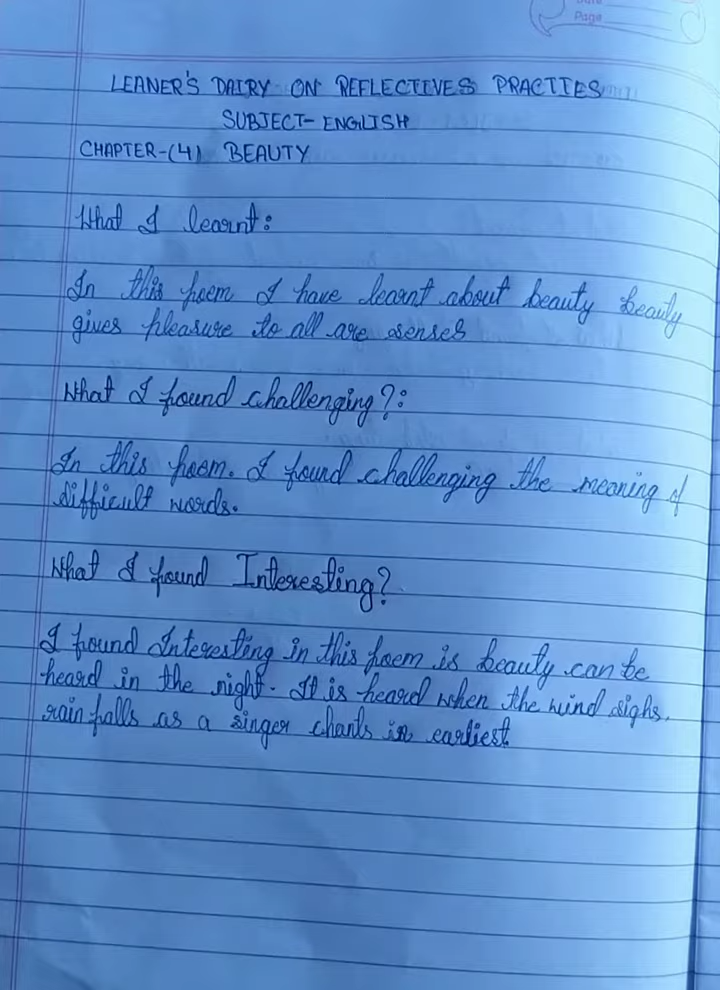 Page
LEANER'S DAIRY ON REFLECTIVES PRACTIES
SUBJECT-ENGLISH
CHAPTER-(4) BEAUTY
What I learnt:
In this poem I have learnt about beauty beauty
gives pleasure to all are senses
What I found challenging?:
In this poem. I found challenging the meaning of
difficult words.
What I found Interesting?
I found Interesting in this poem is beauty can be
heard in the night. It is heard when the wind sighs.
rain falls as a singer chants in earliest